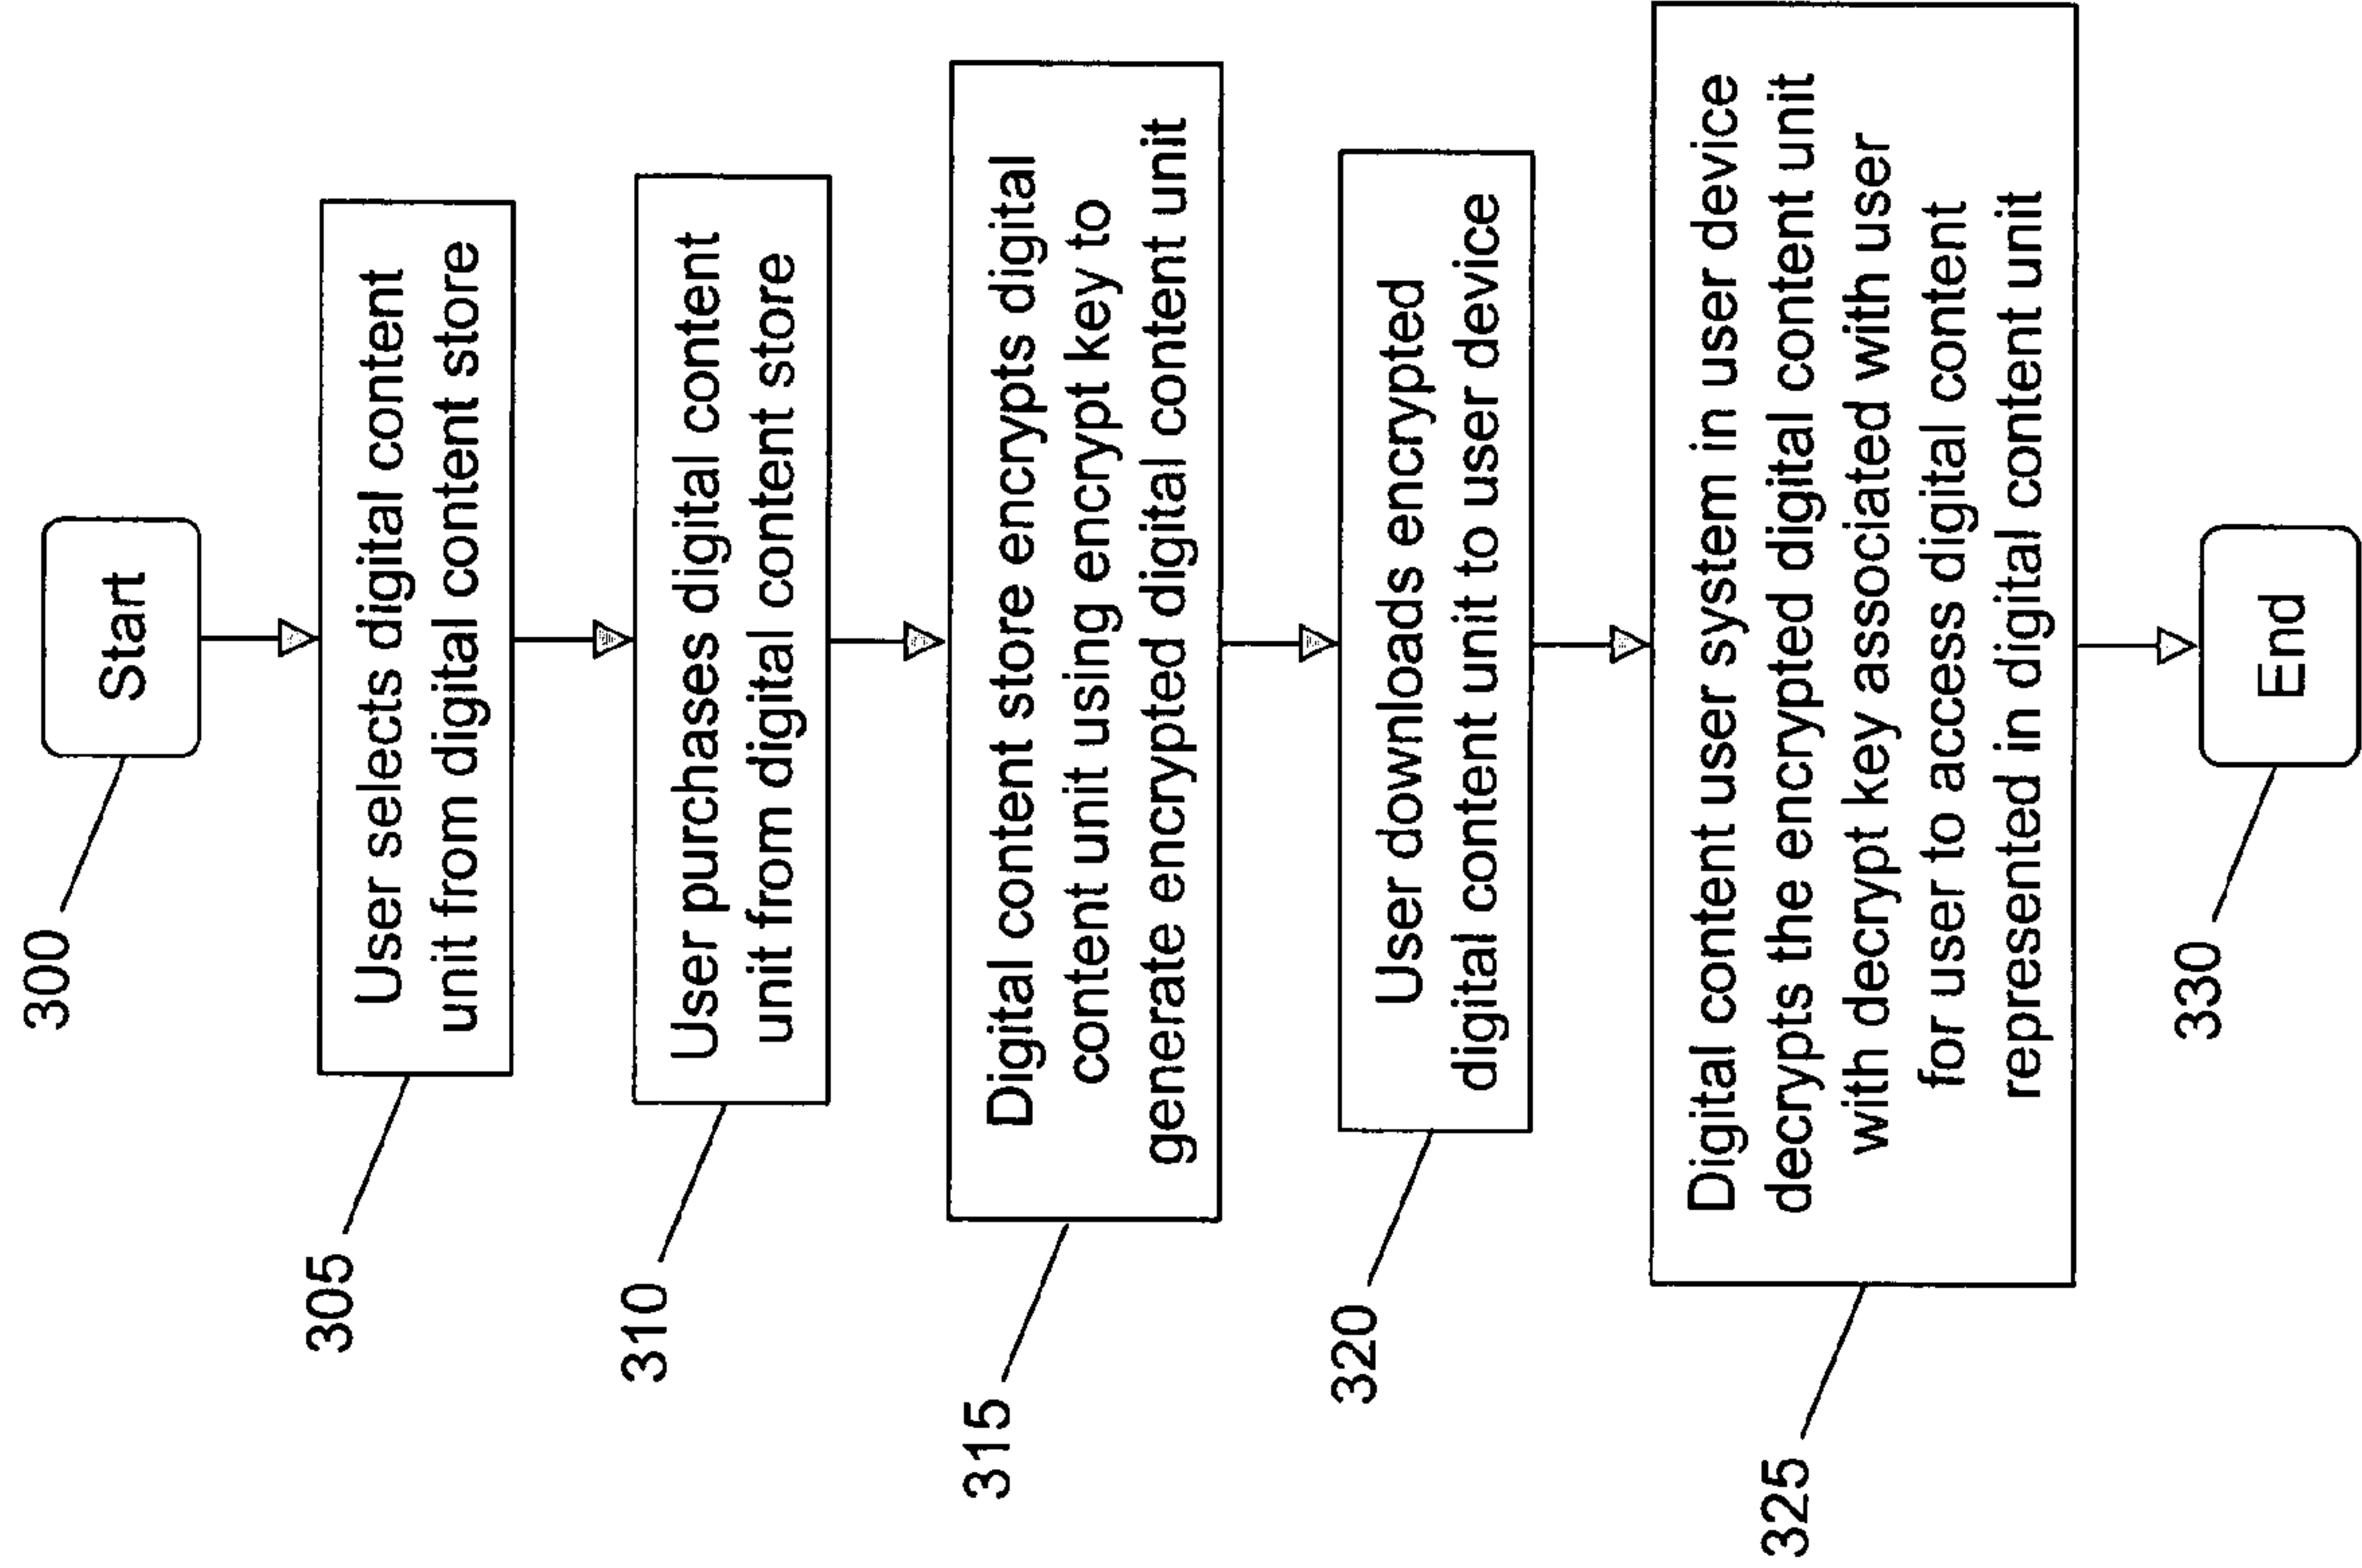 Start
300
User selects digital content
unit from digital content store
305
User purchases digital content
unit from digital content store
310
Digital content store encrypts digital
content unit using encrypt key to
generate encrypted digital content unit
315
User downloads encrypted
digital content unit to user device
320
Digital content user system in user device
decrypts the encrypted digital content unit
with decrypt key associated with user
for user to access digital content
represented in digital content unit
325
End
330